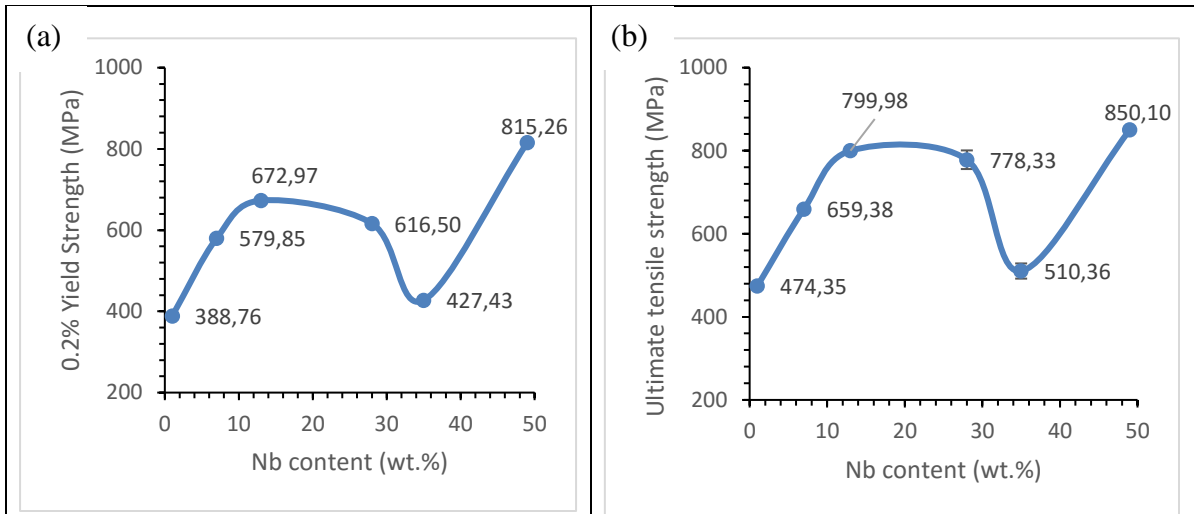 (a)
0.2% Yield Strength (MPa)
1000
800
600
400
200
388,76
579,85
672,97
616,50
427,43
815,26
0 10 20 30 40 50
Nb content (wt.%)
(b)
Ultimate tensile strength (MPa)
1000
800
600
400
200
474,35
659,38
799,98
778,33
510,36
850,10
0 10 20 30 40 50
Nb content (wt.%)